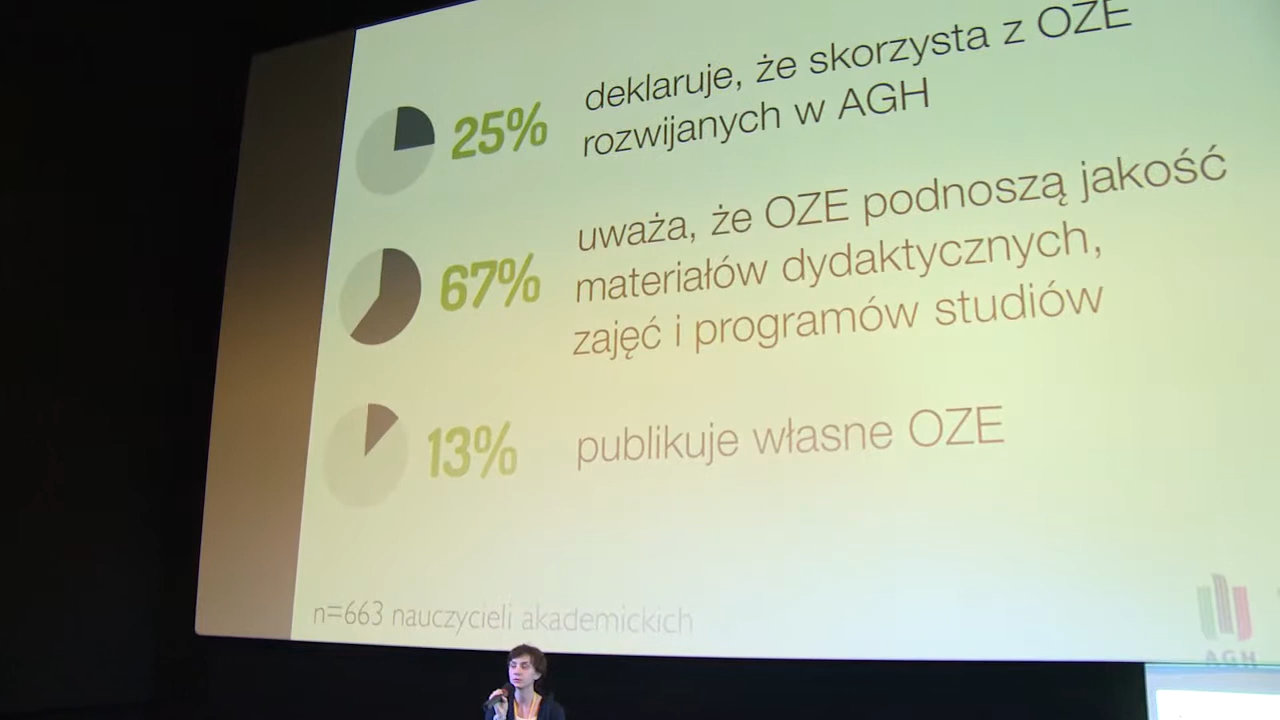 25%
deklaruje, że skorzysta z OZE
rozwijanych w AGH
67%
uważa, że OZE podnoszą jakość
materiałów dydaktycznych,
zajęć i programów studiów
13%
publikuje własne OZE
n=663 nauczycieli akademickich
AGH